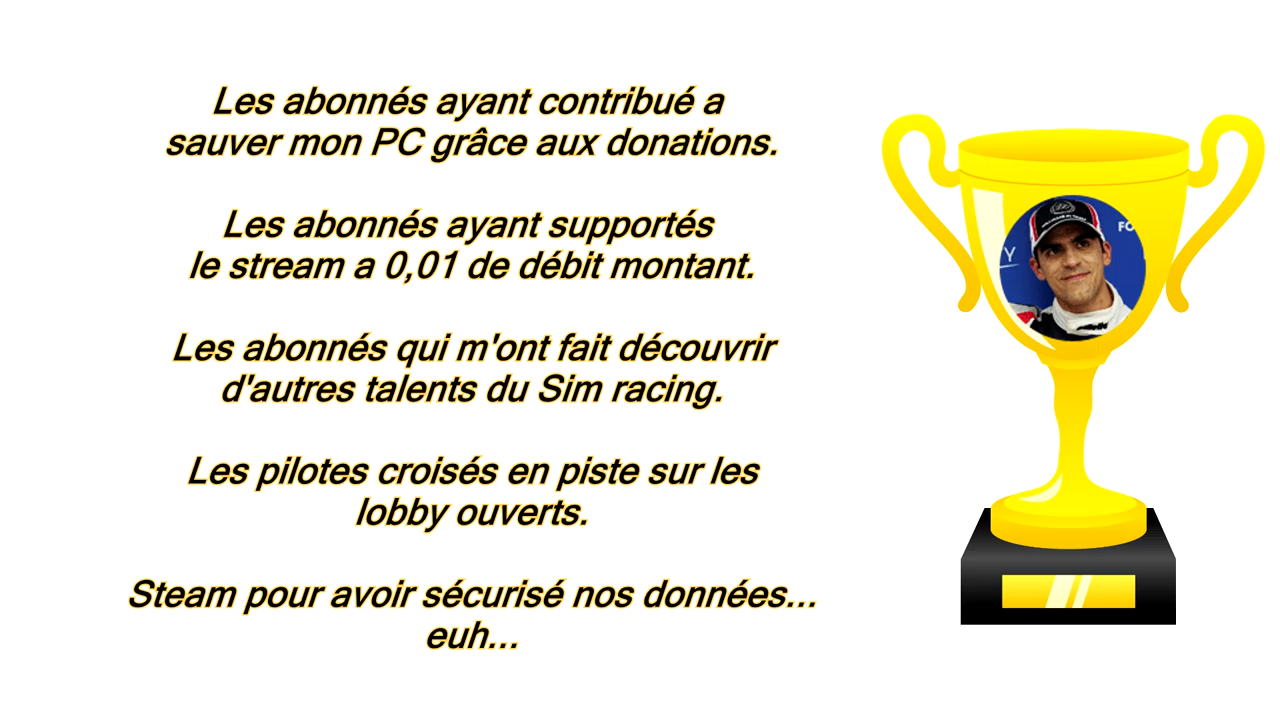 Les abonnés ayant contribué a
sauver mon PC grâce aux donations.
Les abonnés ayant supportés
le stream a 0,01 de débit montant.
Les abonnés qui m'ont fait découvrir
d'autres talents du Sim racing.
Les pilotes croisés en piste sur les
lobby ouverts.
Steam pour avoir sécurisé nos données...
euh...
FO
Y